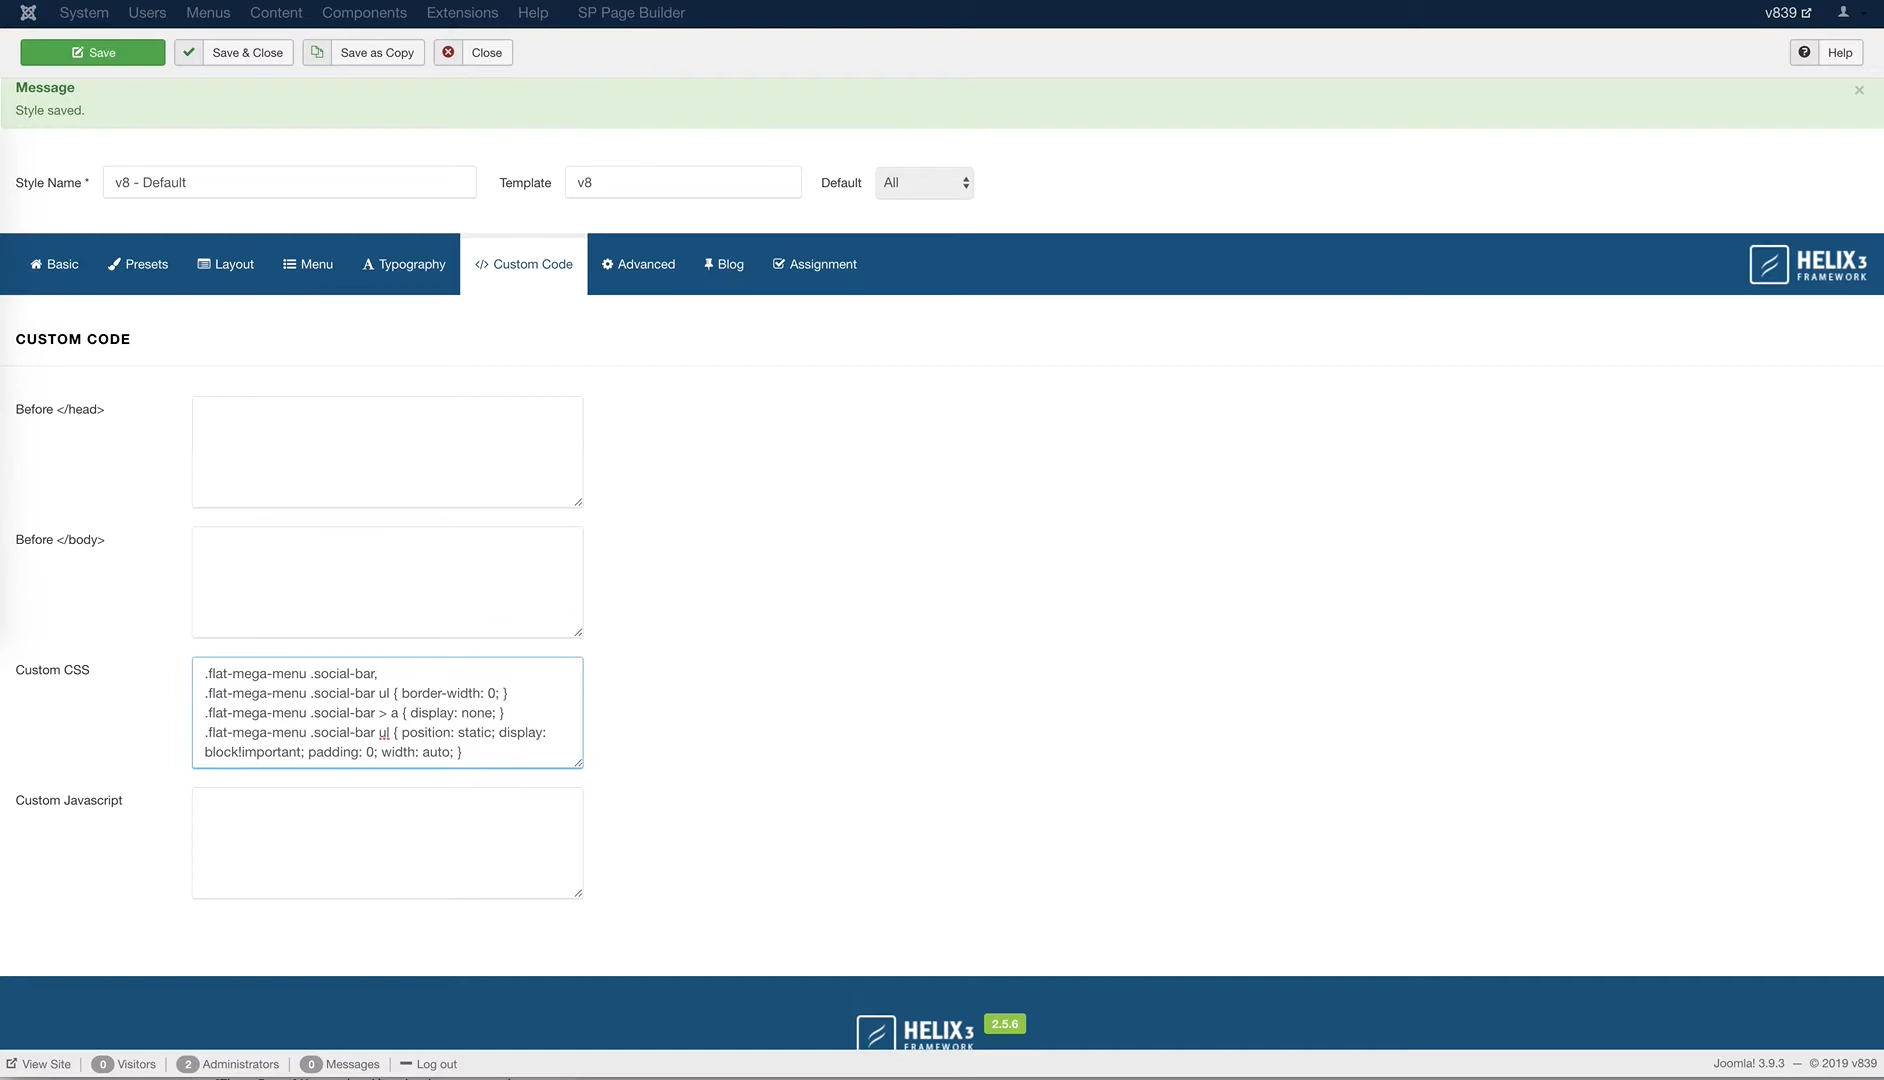 System Users Menus Content Components Extensions Help SP Page Builder v839
Save Save & Close Save as Copy Close Help
Message
Style saved. ×
Style Name * v8 - Default Template v8 Default All
Basic Presets Layout Menu Typography </> Custom Code Advanced Blog Assignment HELIX3 FRAMEWORK
CUSTOM CODE
Before </head>
Before </body>
Custom CSS
.flat-mega-menu .social-bar,
.flat-mega-menu .social-bar ul { border-width: 0; }
.flat-mega-menu .social-bar > a { display: none; }
.flat-mega-menu .social-bar ul { position: static; display:
block!important; padding: 0; width: auto; }
Custom Javascript
HELIX3 FRAMEWORK 2.5.6
View Site 0 Visitors 2 Administrators 0 Messages Log out Joomla! 3.9.3 — © 2019 v839